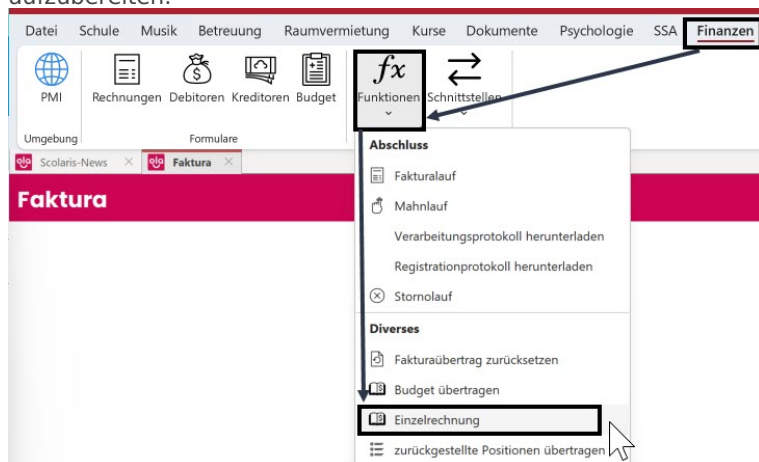 aufzubereiten.
Datei Schule Musik Betreuung Raumvermietung Kurse Dokumente Psychologie SSA Finanzen
PMI Rechnungen Debitoren Kreditoren Budget Funktionen Schnittstellen
Umgebung Formulare
Scolaris-News Faktura
Faktura
Abschluss
Fakturalauf
Mahnlauf
Verarbeitungsprotokoll herunterladen
Registrationprotokoll herunterladen
Stornolauf
Diverses
Fakturaübertrag zurücksetzen
Budget übertragen
Einzelrechnung
zurückgestellte Positionen übertragen